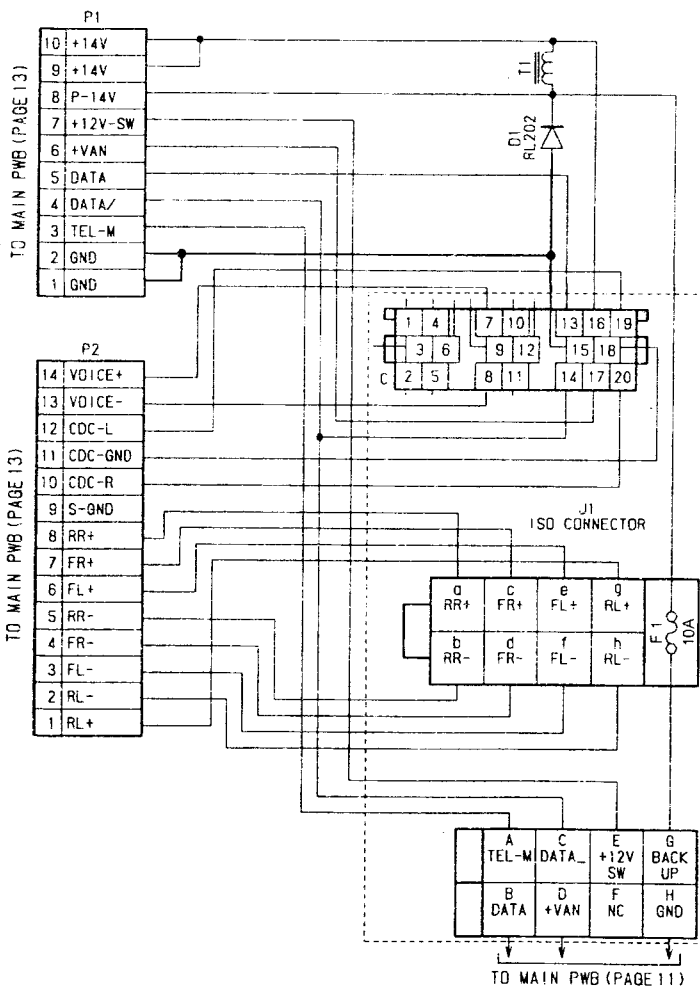 P1
10 +14V
9 +14V
8 P-14V
7 +12V-SW
6 +VAN
5 DATA
4 DATA/
3 TEL-M
2 GND
1 GND
TO MAIN PWB (PAGE 13)
T1
D1
RL202
1 4 7 10 13 16 19
3 6 9 12 15 18
C 2 5 8 11 14 17 20
P2
14 VOICE+
13 VOICE-
12 CDC-L
11 CDC-GND
10 CDC-R
9 S-GND
8 RR+
7 FR+
6 FL+
5 RR-
4 FR-
3 FL-
2 RL-
1 RL+
TO MAIN PWB (PAGE 13)
J1
ISO CONNECTOR
a c e g
RR+ FR+ FL+ RL+
b d f h
RR- FR- FL- RL-
F1
10A
A C E G
TEL-M DATA_ +12V BACK
SW UP
B D F H
DATA +VAN NC GND
TO MAIN PWB (PAGE 11)